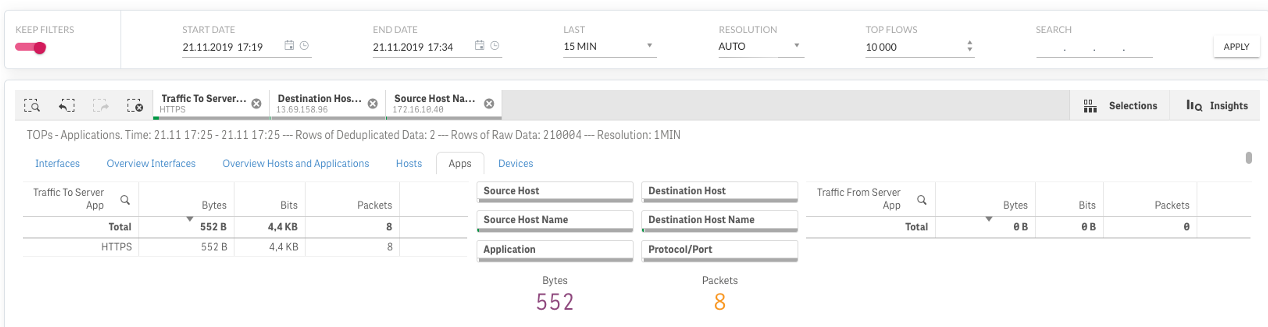 KEEP FILTERS
START DATE
END DATE
LAST
RESOLUTION
TOP FLOWS
SEARCH
21.11.2019 17:19
21.11.2019 17:34
15 MIN
AUTO
10 000
. . .
APPLY
Traffic To Server...
HTTPS
Destination Hos...
13.69.158.96
Source Host Na...
172.16.10.40
Selections
Insights
TOPs - Applications. Time: 21.11 17:25 - 21.11 17:25 --- Rows of Deduplicated Data: 2 --- Rows of Raw Data: 210004 --- Resolution: 1MIN
Interfaces
Overview Interfaces
Overview Hosts and Applications
Hosts
Apps
Devices
Traffic To Server App
Bytes
Bits
Packets
Total
552 B
4,4 KB
8
HTTPS
552 B
4,4 KB
8
Source Host
Destination Host
Source Host Name
Destination Host Name
Application
Protocol/Port
Bytes
552
Packets
8
Traffic From Server App
Bytes
Bits
Packets
Total
0 B
0 B
0